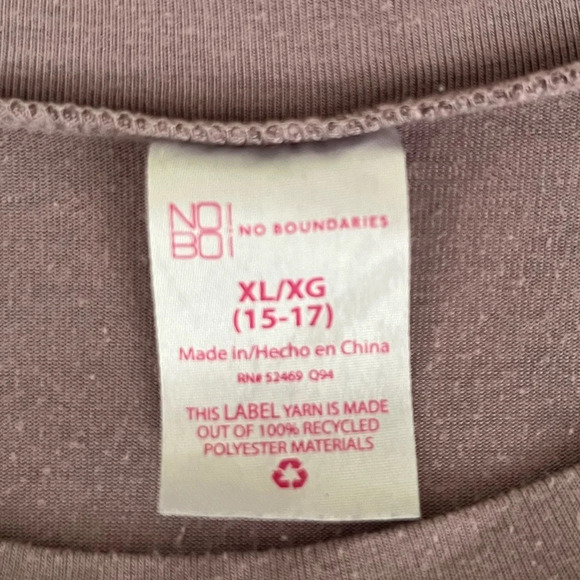 NO!
BO!
NO BOUNDARIES
XL/XG
(15-17)
Made in/Hecho en China
RN# 52469 Q94
THIS LABEL YARN IS MADE
OUT OF 100% RECYCLED
POLYESTER MATERIALS